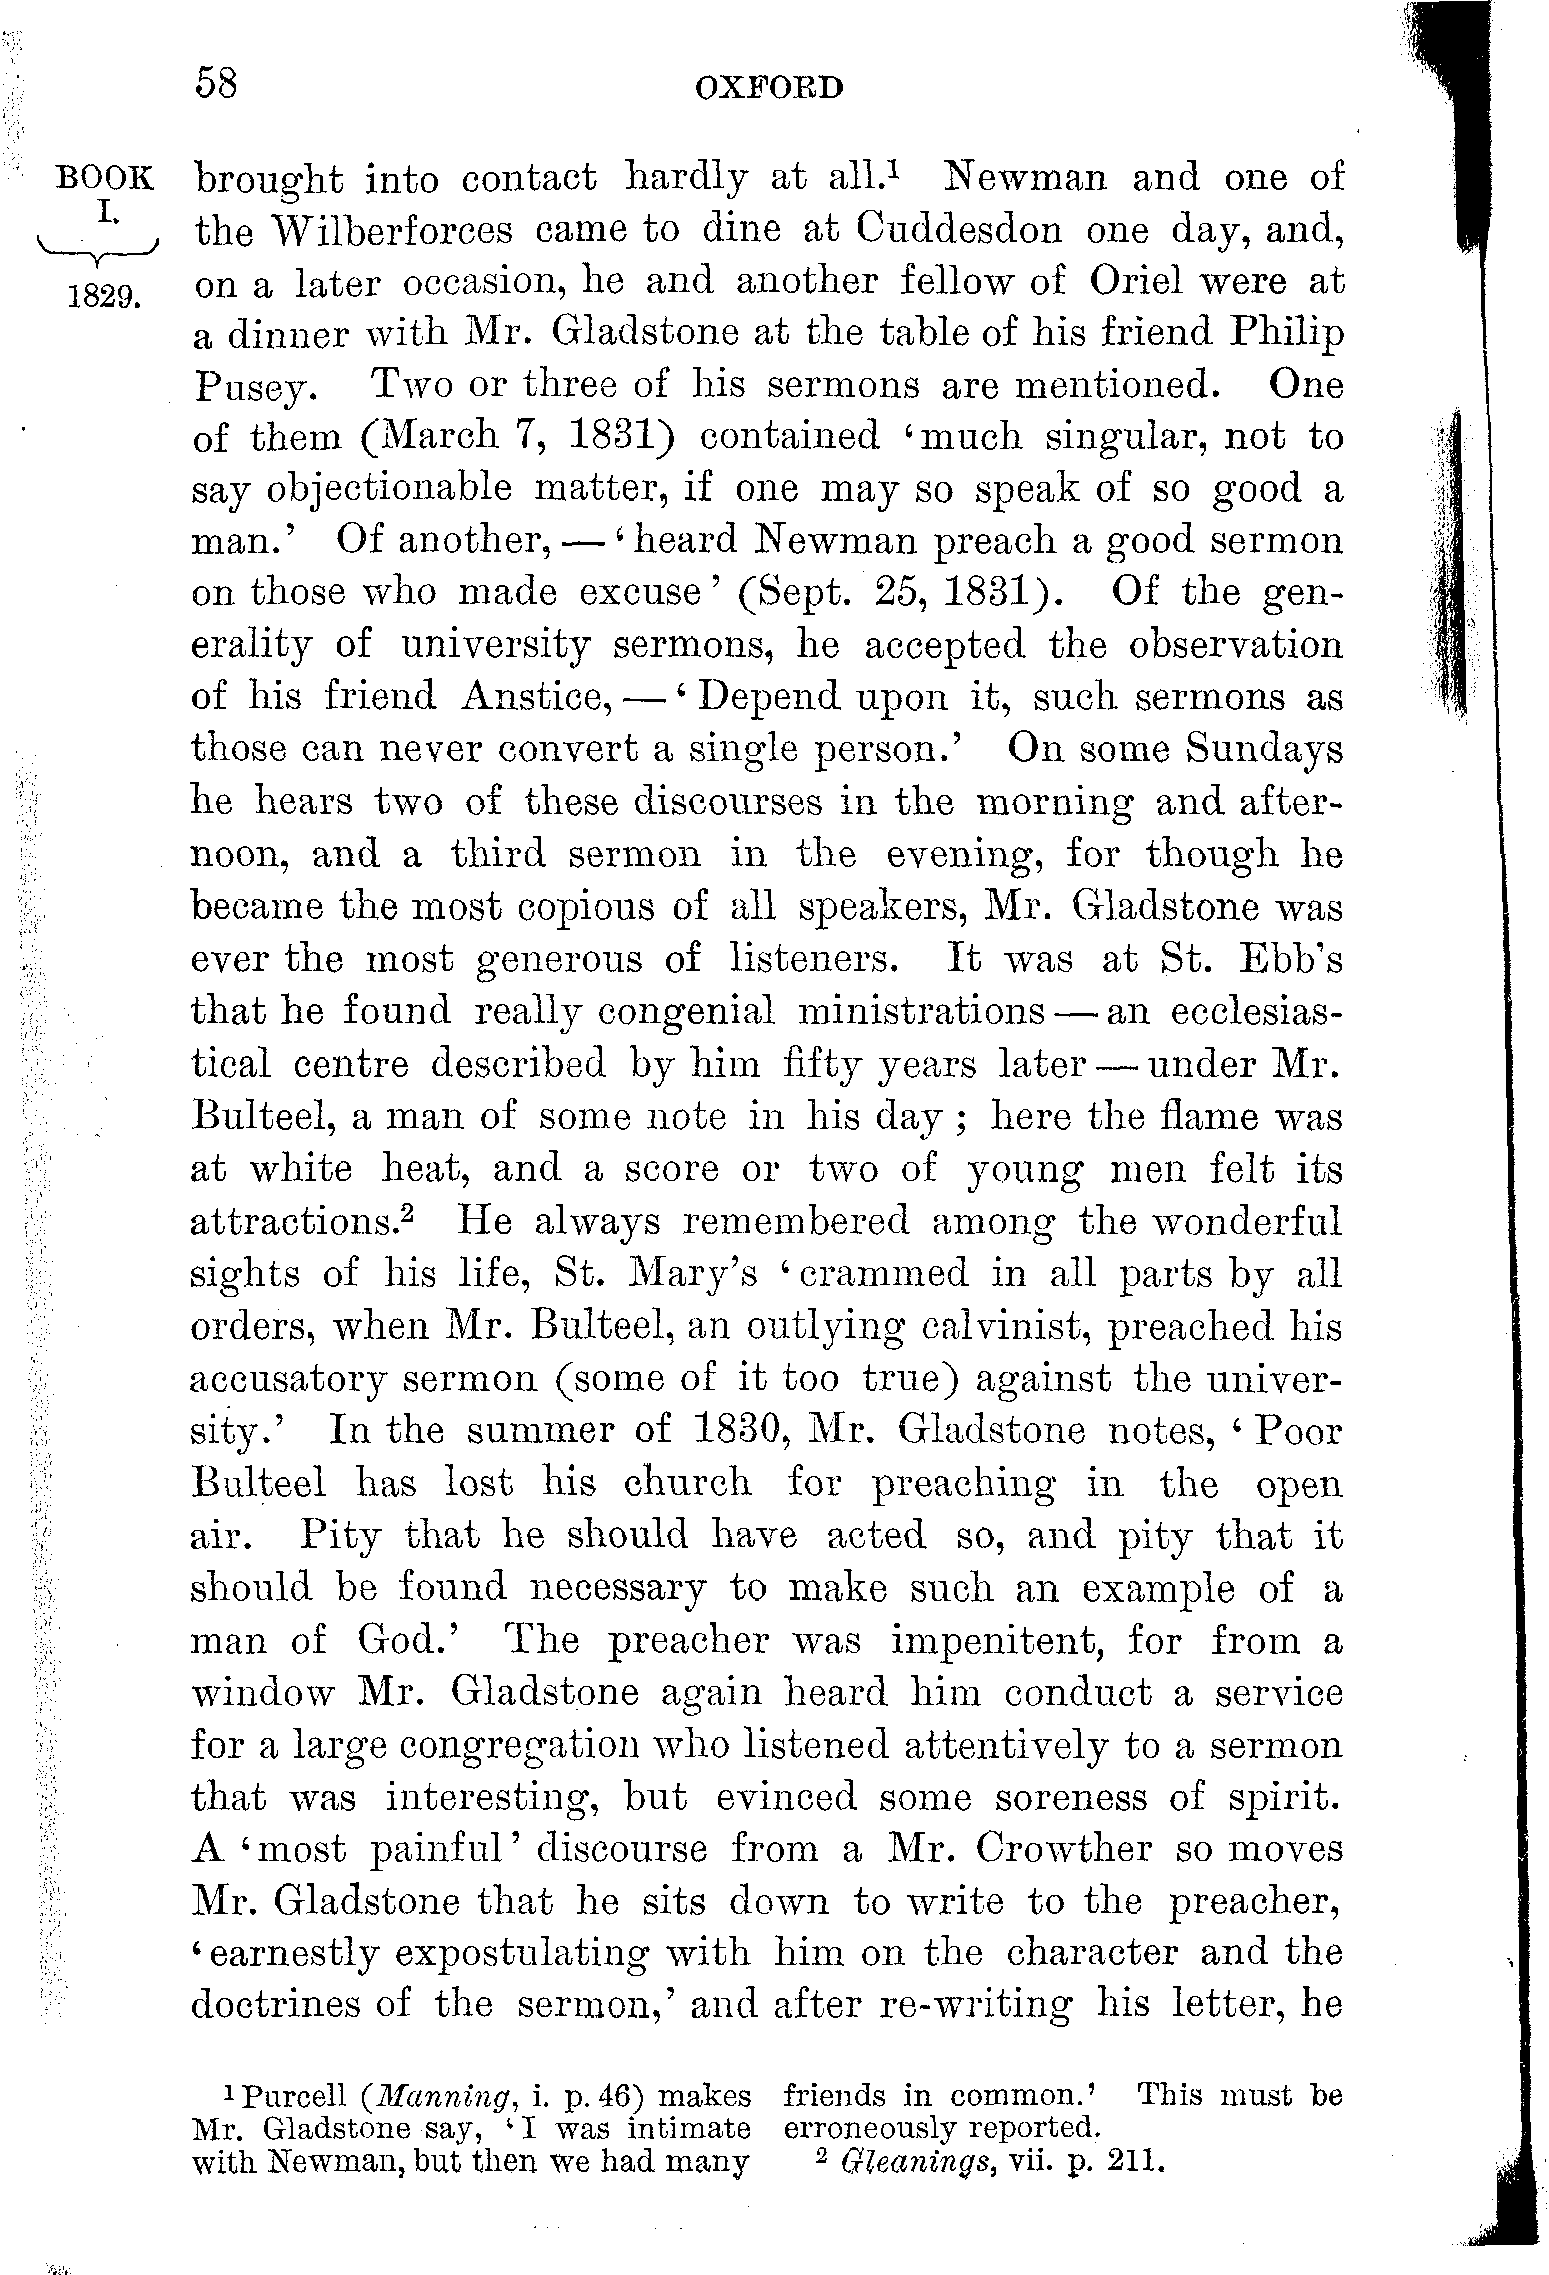 58 OXFORD
BOOK
I.
1829.
brought into contact hardly at all.¹ Newman and one of
the Wilberforces came to dine at Cuddesdon one day, and,
on a later occasion, he and another fellow of Oriel were at
a dinner with Mr. Gladstone at the table of his friend Philip
Pusey. Two or three of his sermons are mentioned. One
of them (March 7, 1831) contained ‘much singular, not to
say objectionable matter, if one may so speak of so good a
man.’ Of another, — ‘heard Newman preach a good sermon
on those who made excuse’ (Sept. 25, 1831). Of the gen-
erality of university sermons, he accepted the observation
of his friend Anstice, — ‘Depend upon it, such sermons as
those can never convert a single person.’ On some Sundays
he hears two of these discourses in the morning and after-
noon, and a third sermon in the evening, for though he
became the most copious of all speakers, Mr. Gladstone was
ever the most generous of listeners. It was at St. Ebb’s
that he found really congenial ministrations — an ecclesias-
tical centre described by him fifty years later — under Mr.
Bulteel, a man of some note in his day ; here the flame was
at white heat, and a score or two of young men felt its
attractions.² He always remembered among the wonderful
sights of his life, St. Mary’s ‘crammed in all parts by all
orders, when Mr. Bulteel, an outlying calvinist, preached his
accusatory sermon (some of it too true) against the univer-
sity.’ In the summer of 1830, Mr. Gladstone notes, ‘Poor
Bulteel has lost his church for preaching in the open
air. Pity that he should have acted so, and pity that it
should be found necessary to make such an example of a
man of God.’ The preacher was impenitent, for from a
window Mr. Gladstone again heard him conduct a service
for a large congregation who listened attentively to a sermon
that was interesting, but evinced some soreness of spirit.
A ‘most painful’ discourse from a Mr. Crowther so moves
Mr. Gladstone that he sits down to write to the preacher,
‘earnestly expostulating with him on the character and the
doctrines of the sermon,’ and after re-writing his letter, he
¹ Purcell (Manning, i. p. 46) makes
Mr. Gladstone say, ‘I was intimate
with Newman, but then we had many
friends in common.’ This must be
erroneously reported.
² Gleanings, vii. p. 211.